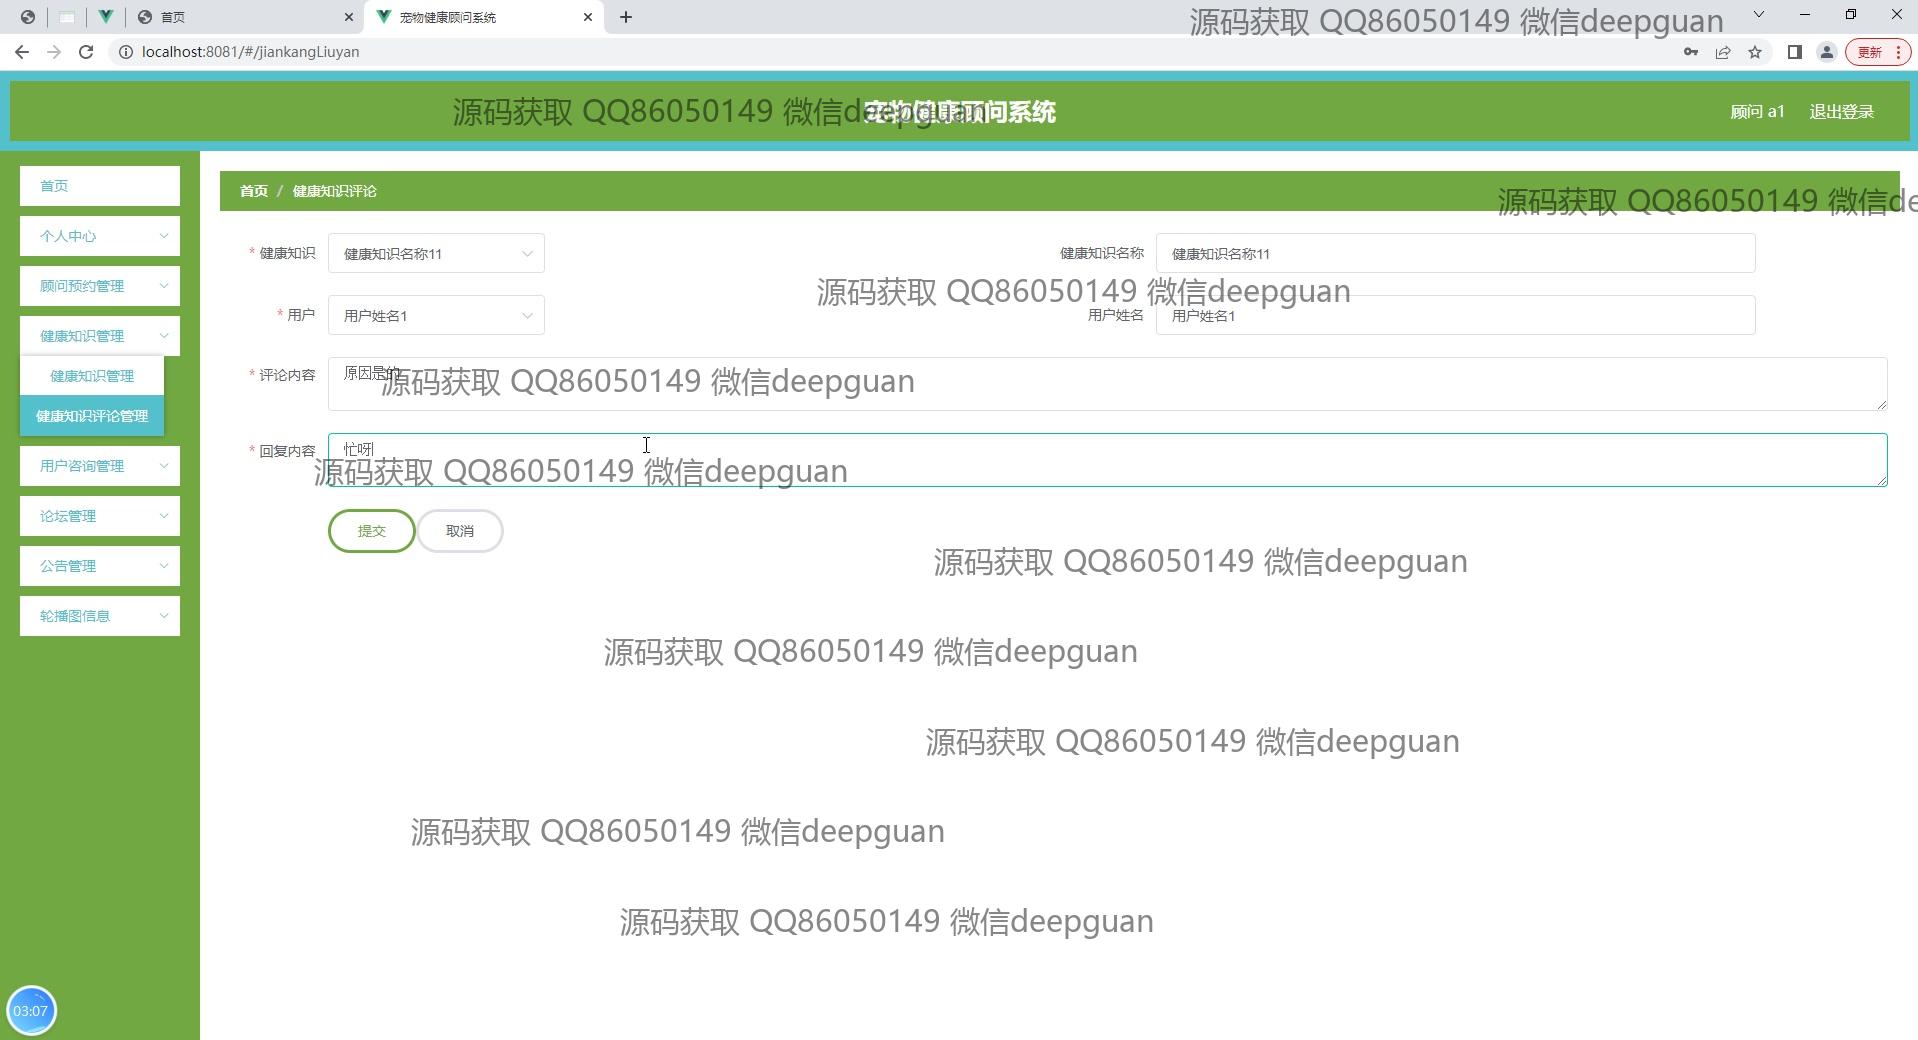 首页
宠物健康顾问系统
源码获取 QQ86050149 微信deepguan
localhost:8081/#/jiankangLiuyan
更新
源码获取 QQ86050149 微信deepguan
宠物健康顾问系统
顾问 a1
退出登录
首页
个人中心
顾问预约管理
健康知识管理
健康知识管理
健康知识评论管理
用户咨询管理
论坛管理
公告管理
轮播图信息
首页 / 健康知识评论
源码获取 QQ86050149 微信de
* 健康知识
健康知识名称11
健康知识名称
健康知识名称11
源码获取 QQ86050149 微信deepguan
* 用户
用户姓名1
用户姓名
用户姓名1
* 评论内容
原因是的
源码获取 QQ86050149 微信deepguan
* 回复内容
忙呀
源码获取 QQ86050149 微信deepguan
提交
取消
源码获取 QQ86050149 微信deepguan
源码获取 QQ86050149 微信deepguan
源码获取 QQ86050149 微信deepguan
源码获取 QQ86050149 微信deepguan
源码获取 QQ86050149 微信deepguan
03:07